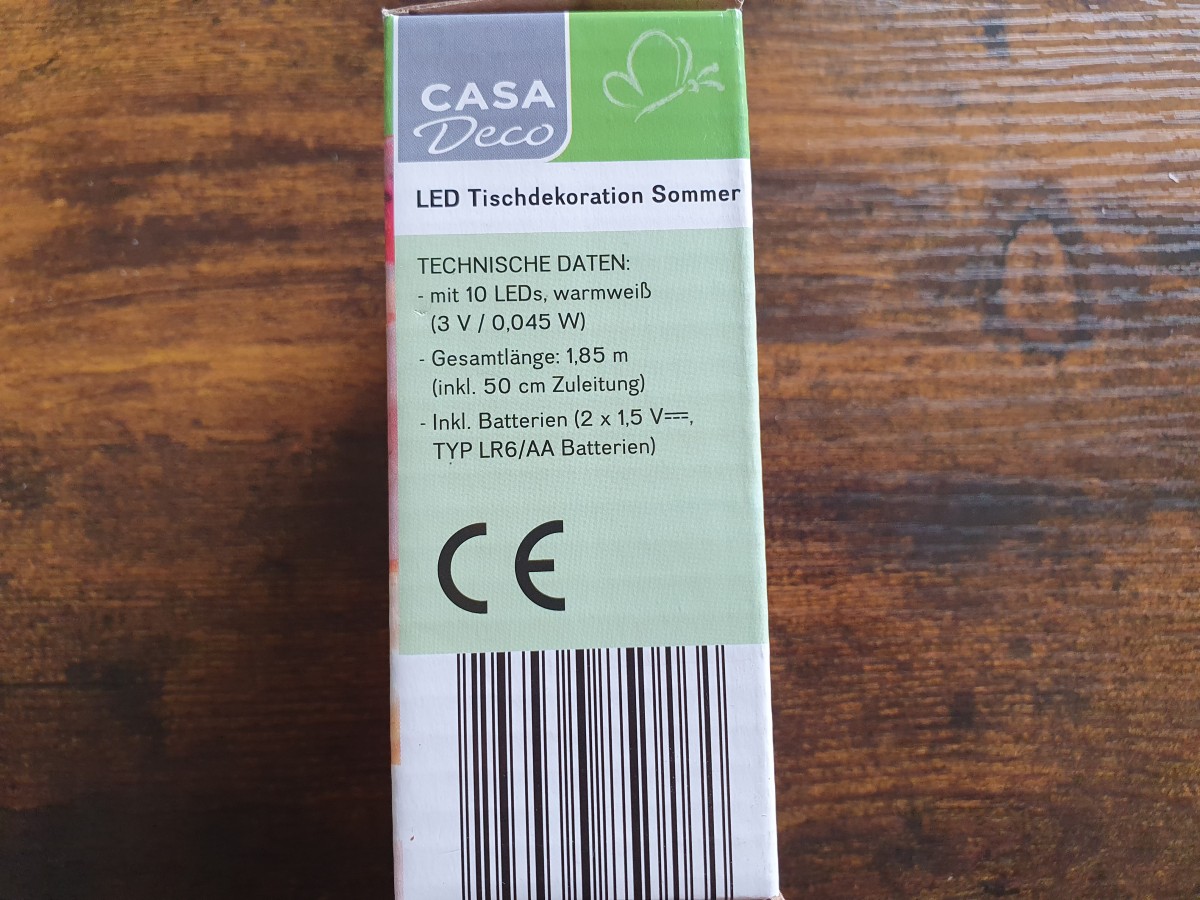 CASA
Deco
LED Tischdekoration Sommer
TECHNISCHE DATEN:
- mit 10 LEDs, warmweiß
(3 V / 0,045 W)
- Gesamtlänge: 1,85 m
(inkl. 50 cm Zuleitung)
- Inkl. Batterien (2 x 1,5 V⎓,
TYP LR6/AA Batterien)
CE